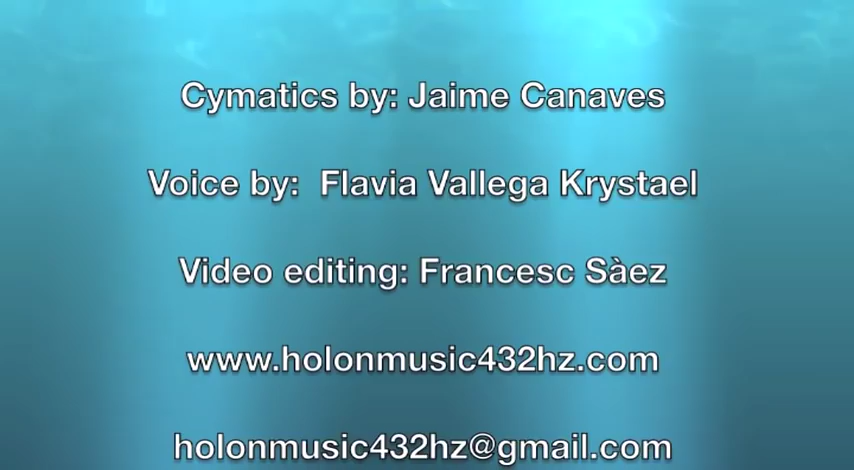 Cymatics by: Jaime Canaves
Voice by:  Flavia Vallega Krystael
Video editing: Francesc Sàez
www.holonmusic432hz.com
holonmusic432hz@gmail.com